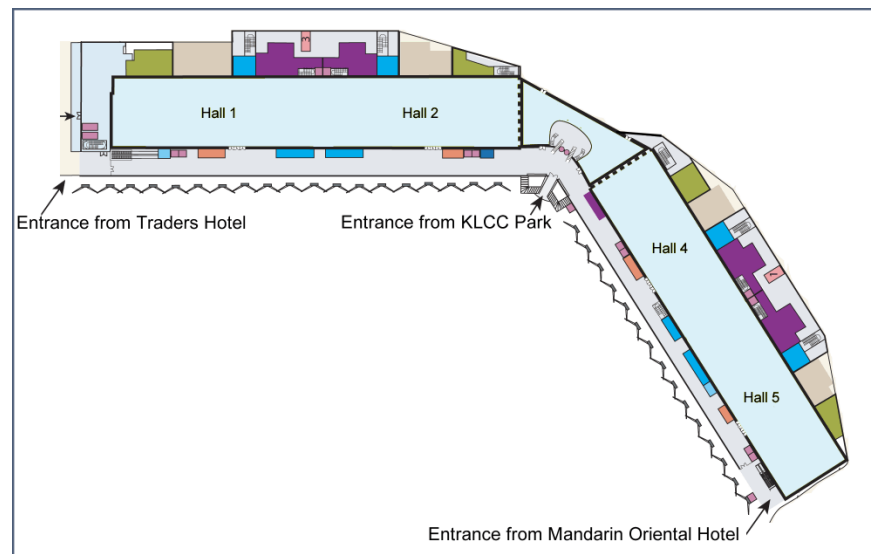 Hall 1
Hall 2
Entrance from Traders Hotel
Entrance from KLCC Park
Hall 4
Hall 5
Entrance from Mandarin Oriental Hotel